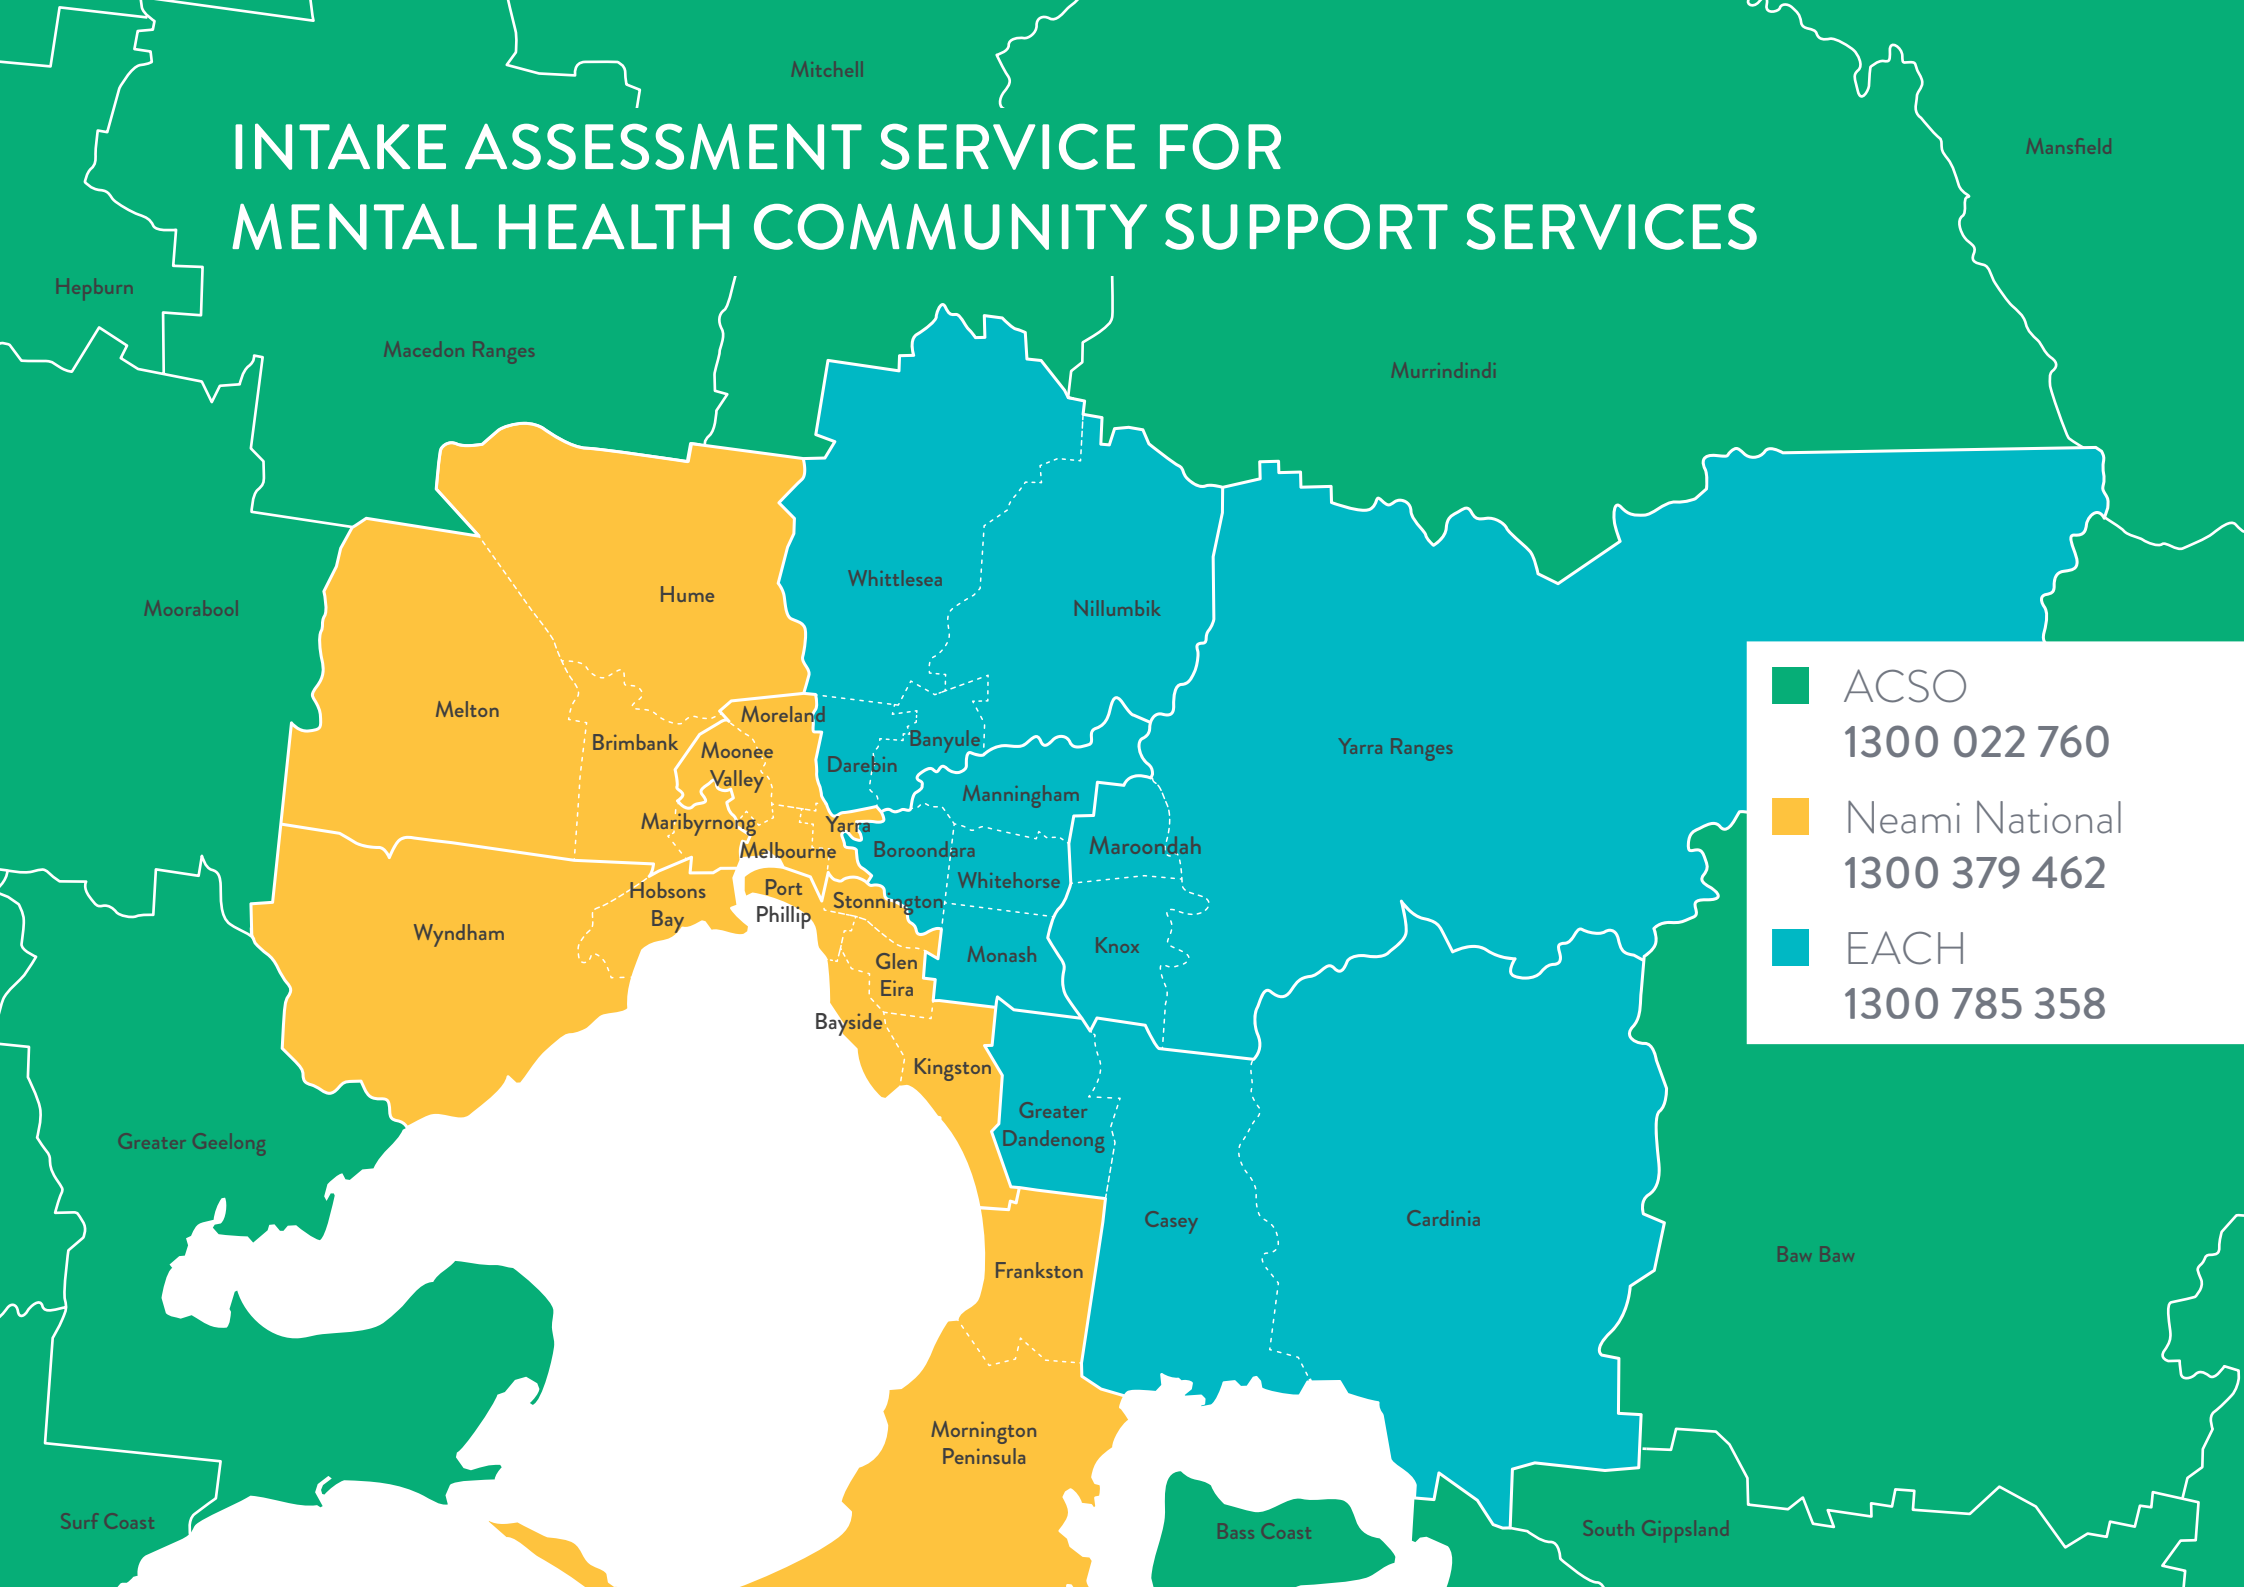 Mitchell
INTAKE ASSESSMENT SERVICE FOR
MENTAL HEALTH COMMUNITY SUPPORT SERVICES
Mansfield
Hepburn
Macedon Ranges
Murrindindi
Moorabool
Hume
Whittlesea
Nillumbik
Melton
Brimbank
Moreland
Moonee
Valley
Banyule
Darebin
Yarra Ranges
Manningham
Maribyrnong
Yarra
Melbourne
Boroondara
Maroondah
Whitehorse
Hobsons
Bay
Port
Phillip
Stonnington
Wyndham
Glen
Eira
Monash
Knox
Bayside
Kingston
Greater
Dandenong
Greater Geelong
Casey
Cardinia
Baw Baw
Frankston
Mornington
Peninsula
Surf Coast
Bass Coast
South Gippsland
ACSO
1300 022 760
Neami National
1300 379 462
EACH
1300 785 358